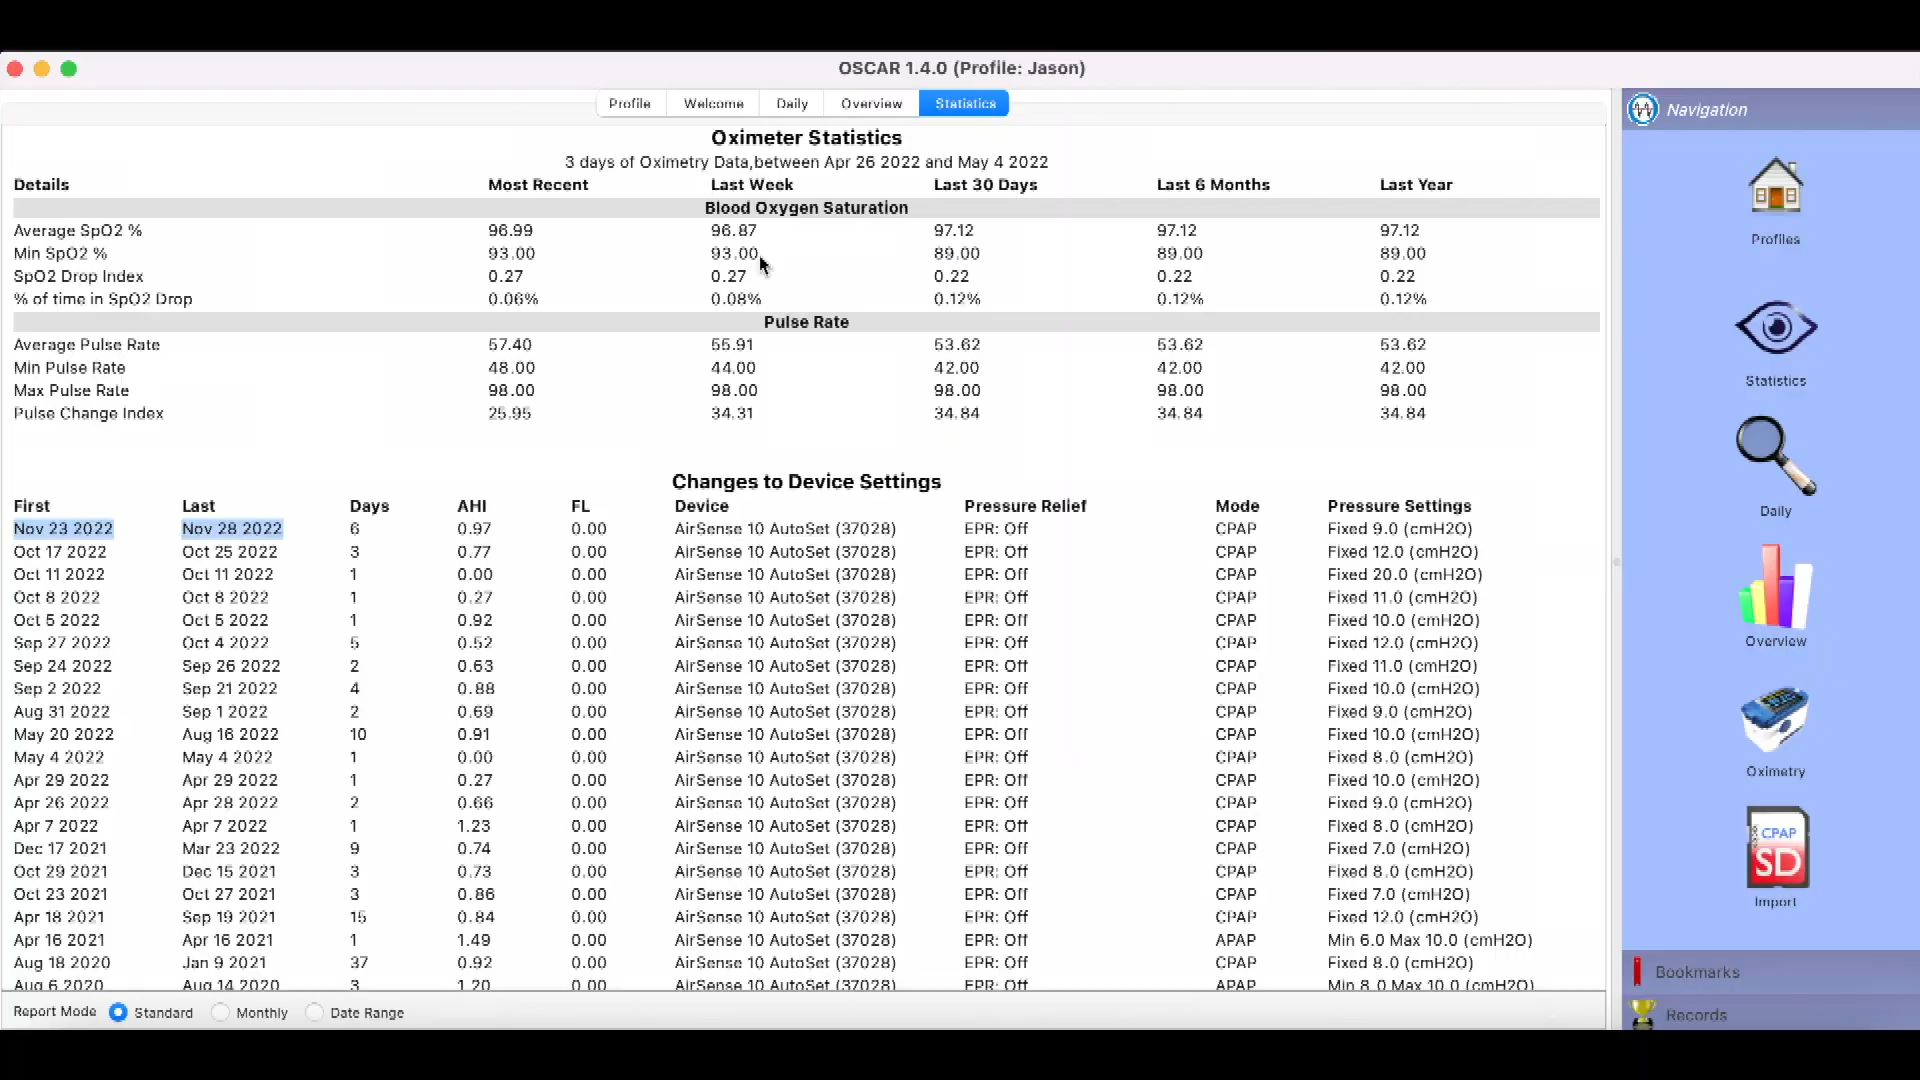 OSCAR 1.4.0 (Profile: Jason)
Profile Welcome Daily Overview Statistics
Navigation
Oximeter Statistics
3 days of Oximetry Data,between Apr 26 2022 and May 4 2022
Details Most Recent Last Week Last 30 Days Last 6 Months Last Year
Blood Oxygen Saturation
Average SpO2 % 96.99 96.87 97.12 97.12 97.12
Min SpO2 % 93.00 93.00 89.00 89.00 89.00
SpO2 Drop Index 0.27 0.27 0.22 0.22 0.22
% of time in SpO2 Drop 0.06% 0.08% 0.12% 0.12% 0.12%
Pulse Rate
Average Pulse Rate 57.40 55.91 53.62 53.62 53.62
Min Pulse Rate 48.00 44.00 42.00 42.00 42.00
Max Pulse Rate 98.00 98.00 98.00 98.00 98.00
Pulse Change Index 25.95 34.31 34.84 34.84 34.84
Changes to Device Settings
First Last Days AHI FL Device Pressure Relief Mode Pressure Settings
Nov 23 2022 Nov 28 2022 6 0.97 0.00 AirSense 10 AutoSet (37028) EPR: Off CPAP Fixed 9.0 (cmH2O)
Oct 17 2022 Oct 25 2022 3 0.77 0.00 AirSense 10 AutoSet (37028) EPR: Off CPAP Fixed 12.0 (cmH2O)
Oct 11 2022 Oct 11 2022 1 0.00 0.00 AirSense 10 AutoSet (37028) EPR: Off CPAP Fixed 20.0 (cmH2O)
Oct 8 2022 Oct 8 2022 1 0.27 0.00 AirSense 10 AutoSet (37028) EPR: Off CPAP Fixed 11.0 (cmH2O)
Oct 5 2022 Oct 5 2022 1 0.92 0.00 AirSense 10 AutoSet (37028) EPR: Off CPAP Fixed 10.0 (cmH2O)
Sep 27 2022 Oct 4 2022 5 0.52 0.00 AirSense 10 AutoSet (37028) EPR: Off CPAP Fixed 12.0 (cmH2O)
Sep 24 2022 Sep 26 2022 2 0.63 0.00 AirSense 10 AutoSet (37028) EPR: Off CPAP Fixed 11.0 (cmH2O)
Sep 2 2022 Sep 21 2022 4 0.88 0.00 AirSense 10 AutoSet (37028) EPR: Off CPAP Fixed 10.0 (cmH2O)
Aug 31 2022 Sep 1 2022 2 0.69 0.00 AirSense 10 AutoSet (37028) EPR: Off CPAP Fixed 9.0 (cmH2O)
May 20 2022 Aug 16 2022 10 0.91 0.00 AirSense 10 AutoSet (37028) EPR: Off CPAP Fixed 10.0 (cmH2O)
May 4 2022 May 4 2022 1 0.00 0.00 AirSense 10 AutoSet (37028) EPR: Off CPAP Fixed 8.0 (cmH2O)
Apr 29 2022 Apr 29 2022 1 0.27 0.00 AirSense 10 AutoSet (37028) EPR: Off CPAP Fixed 10.0 (cmH2O)
Apr 26 2022 Apr 28 2022 2 0.66 0.00 AirSense 10 AutoSet (37028) EPR: Off CPAP Fixed 9.0 (cmH2O)
Apr 7 2022 Apr 7 2022 1 1.23 0.00 AirSense 10 AutoSet (37028) EPR: Off CPAP Fixed 8.0 (cmH2O)
Dec 17 2021 Mar 23 2022 9 0.74 0.00 AirSense 10 AutoSet (37028) EPR: Off CPAP Fixed 7.0 (cmH2O)
Oct 29 2021 Dec 15 2021 3 0.73 0.00 AirSense 10 AutoSet (37028) EPR: Off CPAP Fixed 8.0 (cmH2O)
Oct 23 2021 Oct 27 2021 3 0.86 0.00 AirSense 10 AutoSet (37028) EPR: Off CPAP Fixed 7.0 (cmH2O)
Apr 18 2021 Sep 19 2021 15 0.84 0.00 AirSense 10 AutoSet (37028) EPR: Off CPAP Fixed 12.0 (cmH2O)
Apr 16 2021 Apr 16 2021 1 1.49 0.00 AirSense 10 AutoSet (37028) EPR: Off APAP Min 6.0 Max 10.0 (cmH2O)
Aug 18 2020 Jan 9 2021 37 0.92 0.00 AirSense 10 AutoSet (37028) EPR: Off CPAP Fixed 8.0 (cmH2O)
Aug 6 2020 Aug 14 2020 3 1.20 0.00 AirSense 10 AutoSet (37028) EPR: Off APAP Min 8.0 Max 10.0 (cmH2O)
Report Mode Standard Monthly Date Range
Profiles
Statistics
Daily
Overview
Oximetry
CPAP
SD
Import
Bookmarks
Records